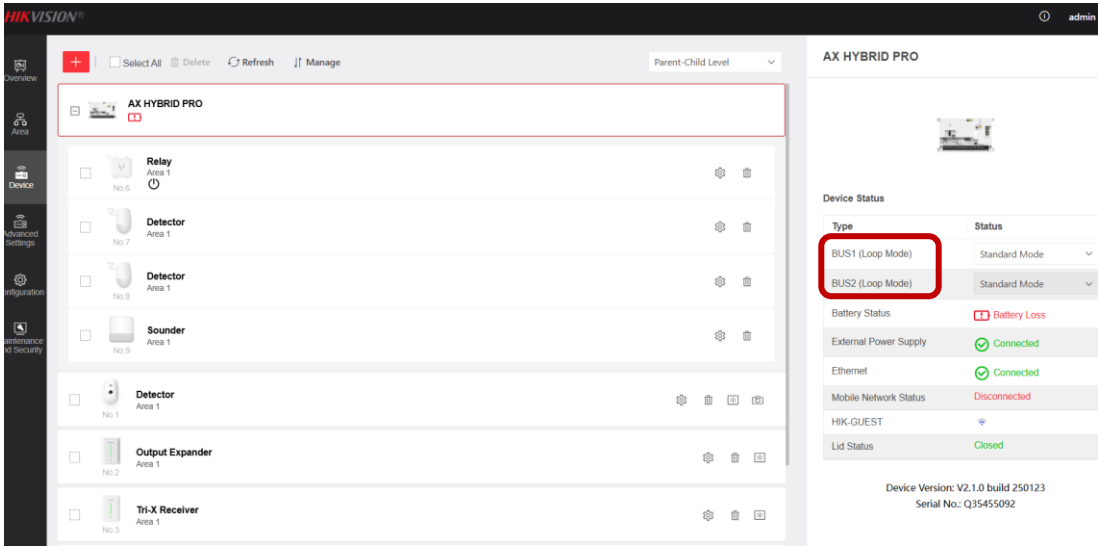 HIKVISION®
admin
Overview
Area
Device
Advanced
Settings
onfiguration
aintenance
nd Security
+
Select All
Delete
Refresh
Manage
Parent-Child Level
AX HYBRID PRO
Relay
Area 1
No.6
Detector
Area 1
No.7
Detector
Area 1
No.8
Sounder
Area 1
No.9
Detector
Area 1
No.1
Output Expander
Area 1
No.2
Tri-X Receiver
Area 1
No.3
AX HYBRID PRO
Device Status
Type Status
BUS1 (Loop Mode) Standard Mode
BUS2 (Loop Mode) Standard Mode
Battery Status Battery Loss
External Power Supply Connected
Ethernet Connected
Mobile Network Status Disconnected
HIK-GUEST
Lid Status Closed
Device Version: V2.1.0 build 250123
Serial No.: Q35455092